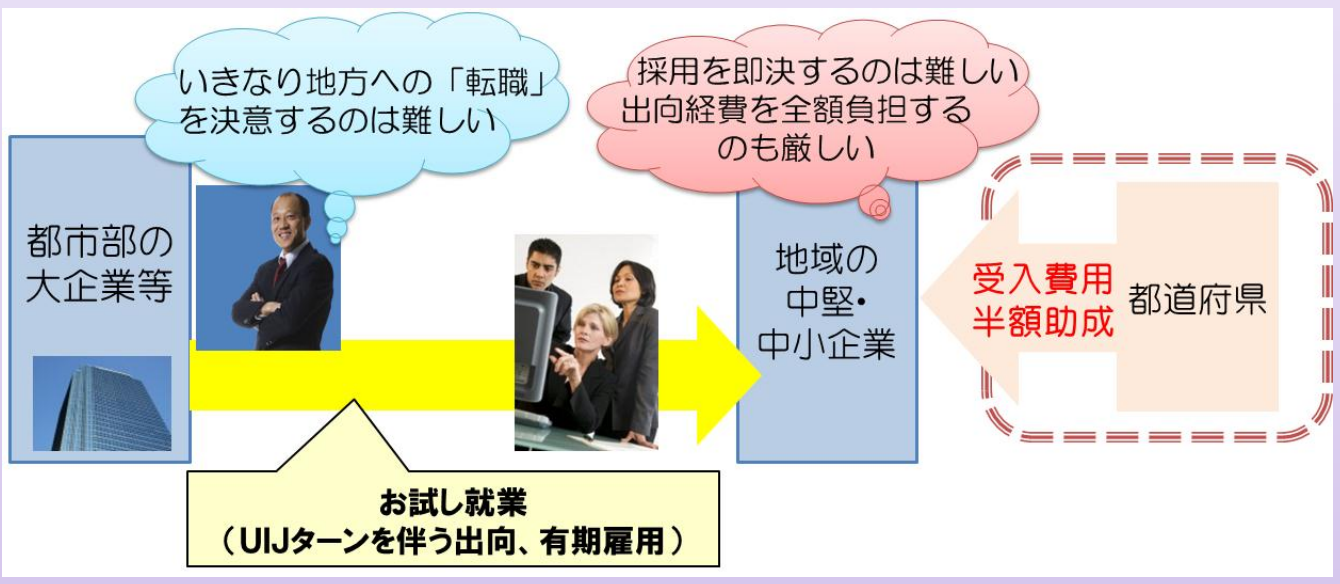 いきなり地方への「転職」
を決意するのは難しい
採用を即決するのは難しい
出向経費を全額負担する
のも厳しい
都市部の
大企業等
地域の
中堅・
中小企業
受入費用
半額助成
都道府県
お試し就業
（UIJターンを伴う出向、有期雇用）